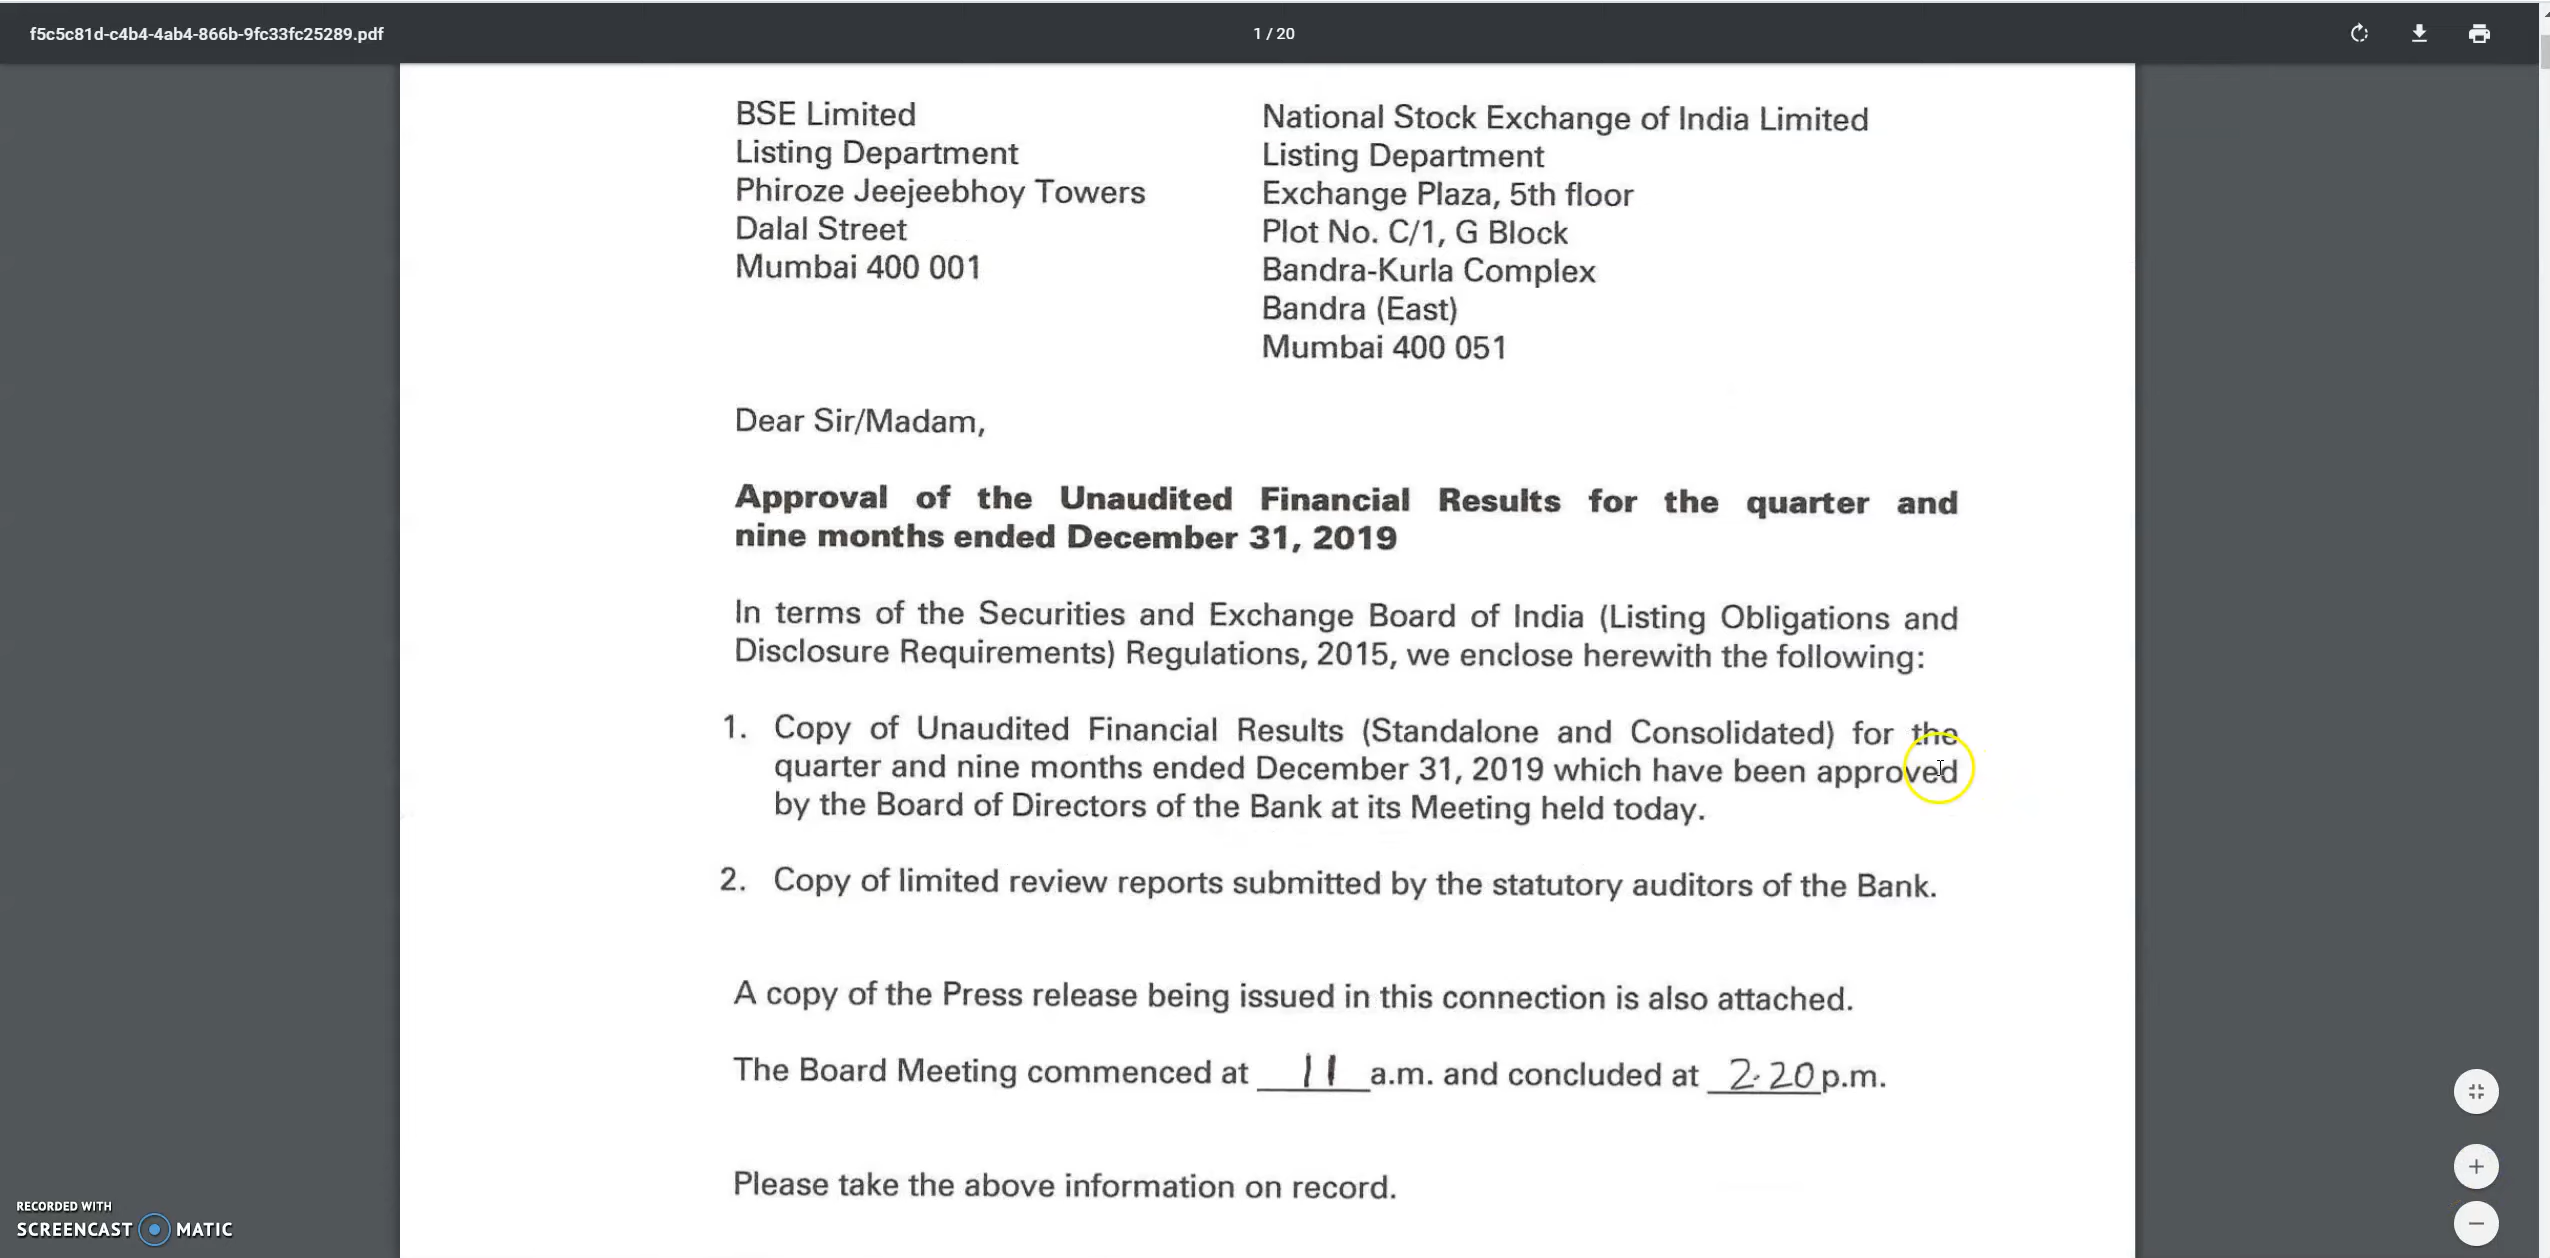 f5c5c81d-c4b4-4ab4-866b-9fc33fc25289.pdf
1 / 20
BSE Limited
Listing Department
Phiroze Jeejeebhoy Towers
Dalal Street
Mumbai 400 001
National Stock Exchange of India Limited
Listing Department
Exchange Plaza, 5th floor
Plot No. C/1, G Block
Bandra-Kurla Complex
Bandra (East)
Mumbai 400 051
Dear Sir/Madam,
Approval of the Unaudited Financial Results for the quarter and
nine months ended December 31, 2019
In terms of the Securities and Exchange Board of India (Listing Obligations and
Disclosure Requirements) Regulations, 2015, we enclose herewith the following:
1. Copy of Unaudited Financial Results (Standalone and Consolidated) for the
quarter and nine months ended December 31, 2019 which have been approved
by the Board of Directors of the Bank at its Meeting held today.
2. Copy of limited review reports submitted by the statutory auditors of the Bank.
A copy of the Press release being issued in this connection is also attached.
The Board Meeting commenced at 11 a.m. and concluded at 2.20 p.m.
Please take the above information on record.
RECORDED WITH
SCREENCAST MATIC